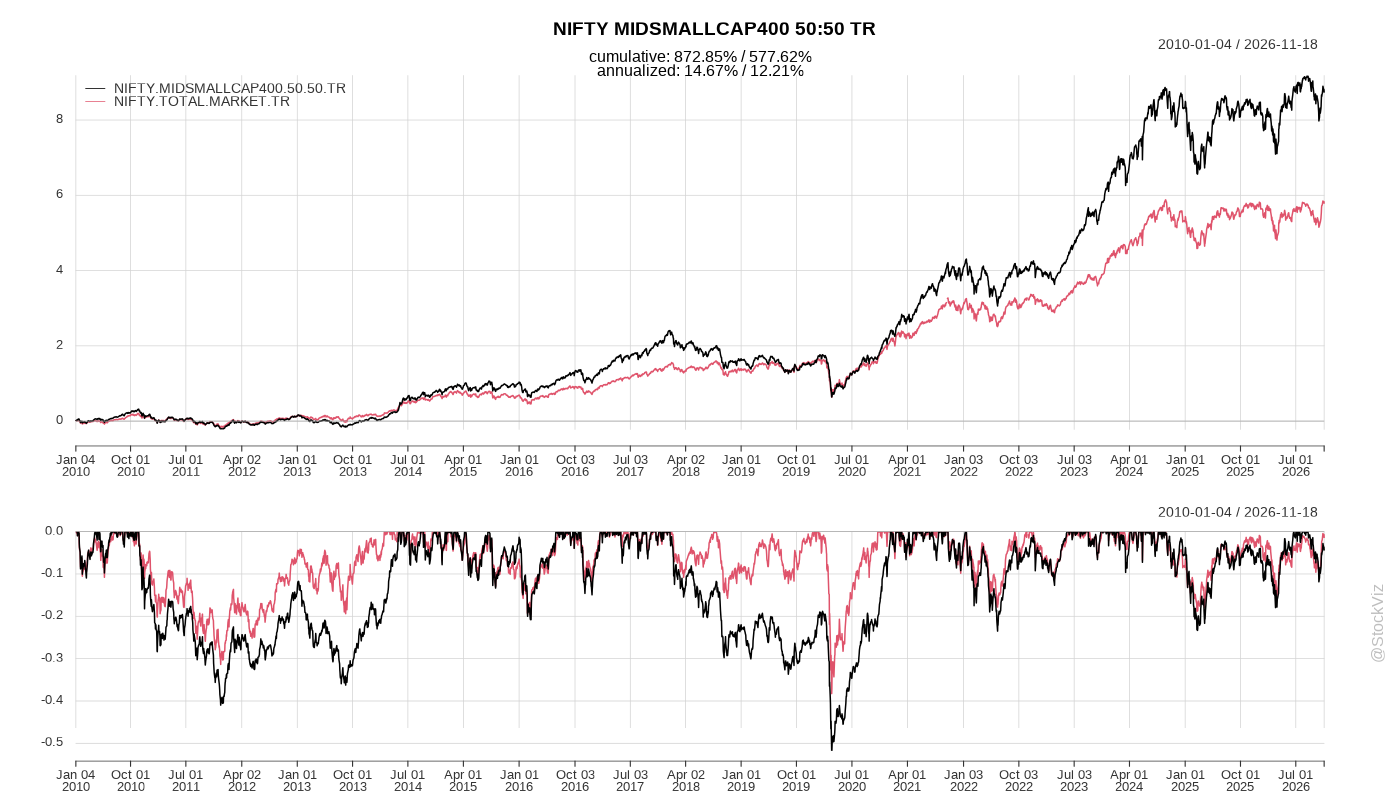 NIFTY MIDSMALLCAP400 50:50 TR
2010-01-04 / 2026-11-18
cumulative: 872.85% / 577.62%
annualized: 14.67% / 12.21%
NIFTY.MIDSMALLCAP400.50.50.TR
NIFTY.TOTAL.MARKET.TR
8
6
4
2
0
Jan 04 Oct 01 Jul 01 Apr 02 Jan 01 Oct 01 Jul 01 Apr 01 Jan 01 Oct 03 Jul 03 Apr 02 Jan 01 Oct 01 Jul 01 Apr 01 Jan 03 Oct 03 Jul 03 Apr 01 Jan 01 Oct 01 Jul 01
2010 2010 2011 2012 2013 2013 2014 2015 2016 2016 2017 2018 2019 2019 2020 2021 2022 2022 2023 2024 2025 2025 2026
2010-01-04 / 2026-11-18
0.0
-0.1
-0.2
-0.3
-0.4
-0.5
Jan 04 Oct 01 Jul 01 Apr 02 Jan 01 Oct 01 Jul 01 Apr 01 Jan 01 Oct 03 Jul 03 Apr 02 Jan 01 Oct 01 Jul 01 Apr 01 Jan 03 Oct 03 Jul 03 Apr 01 Jan 01 Oct 01 Jul 01
2010 2010 2011 2012 2013 2013 2014 2015 2016 2016 2017 2018 2019 2019 2020 2021 2022 2022 2023 2024 2025 2025 2026
@StockViz